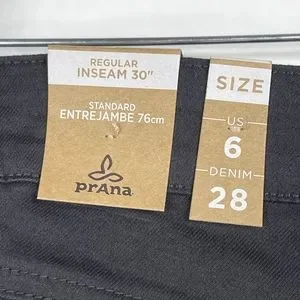 REGULAR
INSEAM 30"
STANDARD
ENTREJAMBE 76cm
prAna
SIZE
US
6
DENIM
28